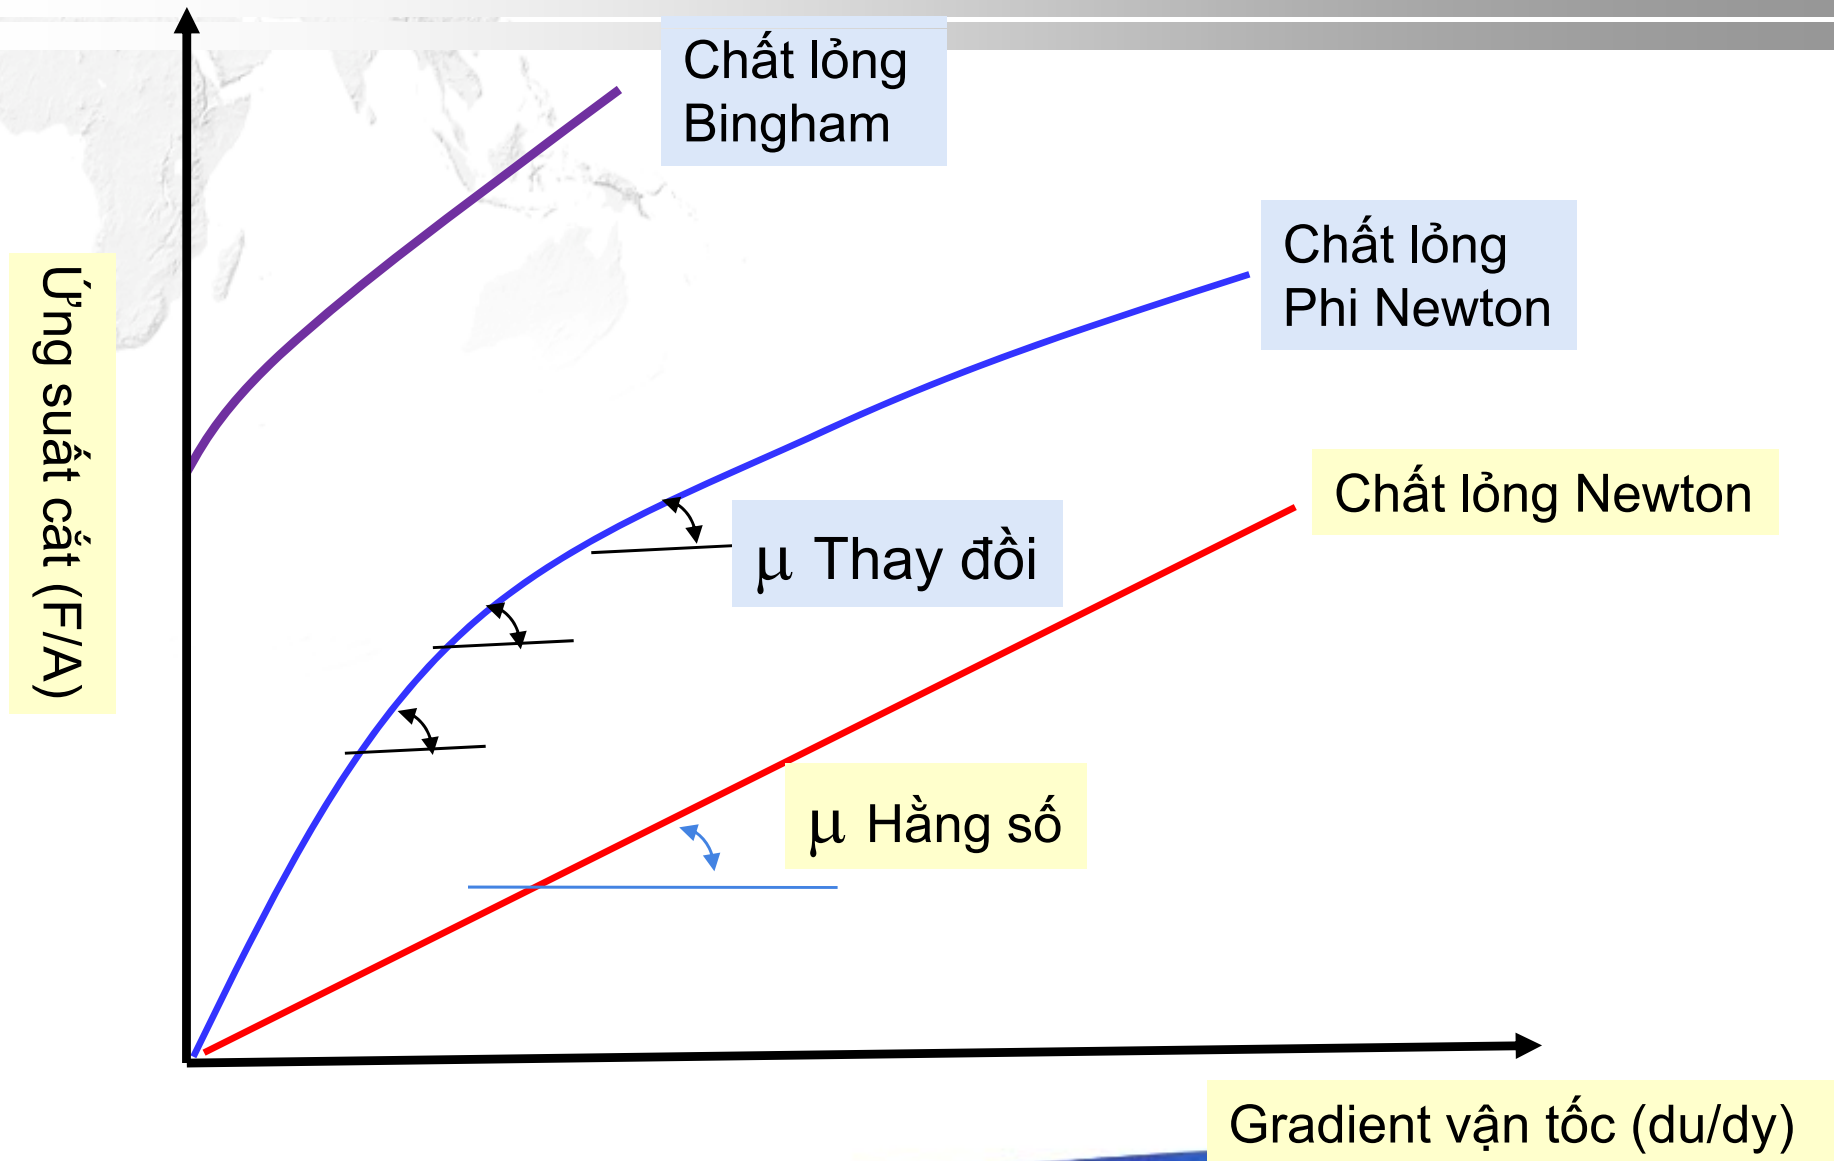 Chất lỏng
Bingham
Chất lỏng
Phi Newton
Ứng suất cắt (F/A)
Chất lỏng Newton
μ Thay đồi
μ Hằng số
Gradient vận tốc (du/dy)